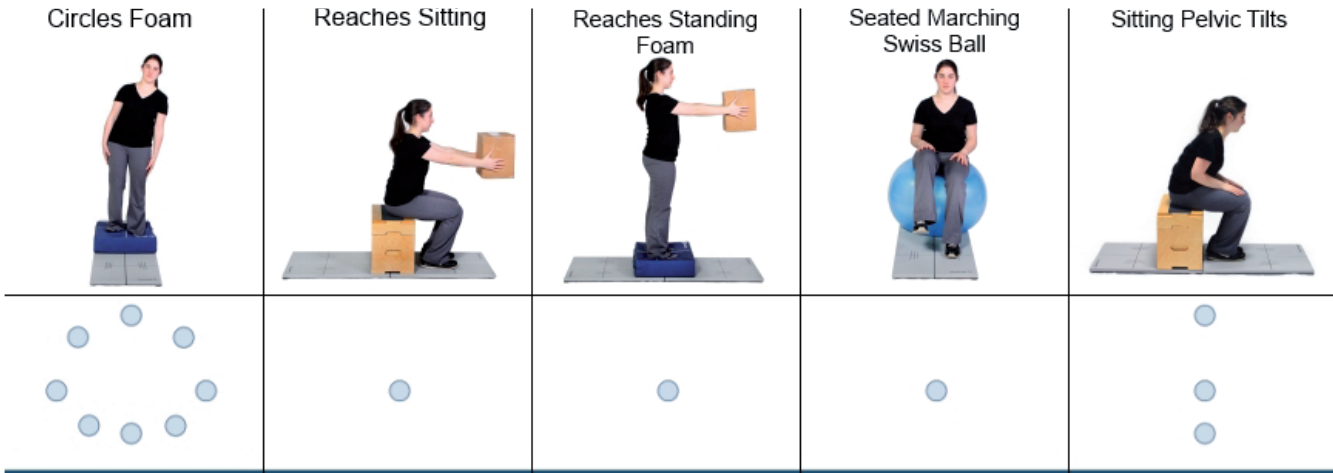 Circles Foam
Reaches Sitting
Reaches Standing
Foam
Seated Marching
Swiss Ball
Sitting Pelvic Tilts